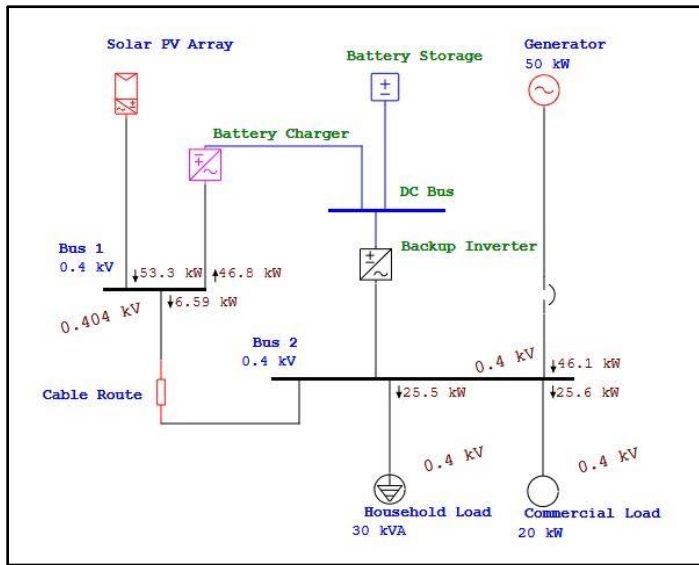 Solar PV Array
Generator
50 kW
Battery Storage
Battery Charger
DC Bus
Backup Inverter
Bus 1
0.4 kV
53.3 kW
46.8 kW
6.59 kW
0.404 kV
Bus 2
0.4 kV
0.4 kV
46.1 kW
25.5 kW
25.6 kW
Cable Route
0.4 kV
0.4 kV
Household Load
30 kVA
Commercial Load
20 kW